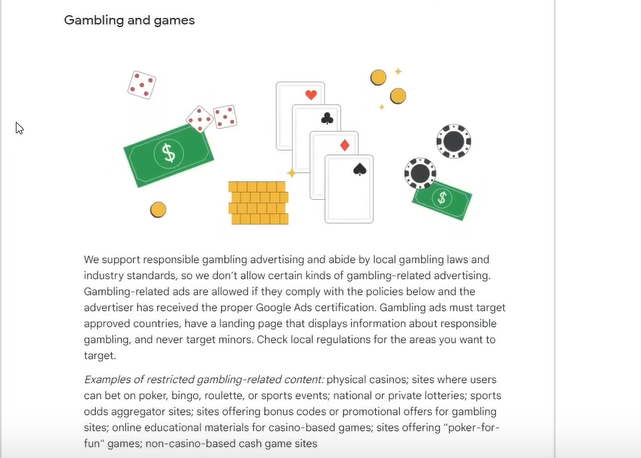 Gambling and games
$
$
We support responsible gambling advertising and abide by local gambling laws and
industry standards, so we don't allow certain kinds of gambling-related advertising.
Gambling-related ads are allowed if they comply with the policies below and the
advertiser has received the proper Google Ads certification. Gambling ads must target
approved countries, have a landing page that displays information about responsible
gambling, and never target minors. Check local regulations for the areas you want to
target.
Examples of restricted gambling-related content: physical casinos; sites where users
can bet on poker, bingo, roulette, or sports events; national or private lotteries; sports
odds aggregator sites; sites offering bonus codes or promotional offers for gambling
sites; online educational materials for casino-based games; sites offering "poker-for-
fun" games; non-casino-based cash game sites